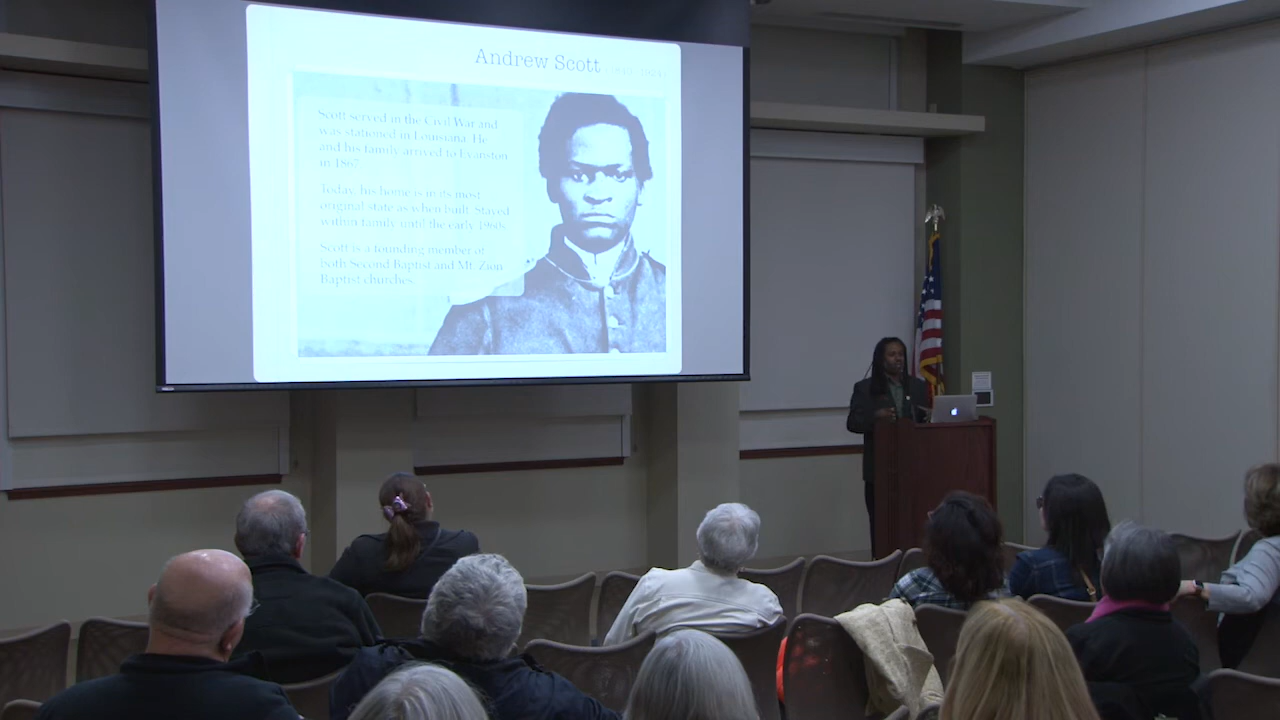 Andrew Scott
Scott served in the Civil War and
was stationed in Louisiana. He
and his family arrived to Evanston
in 1867.
Today, his home is in its most
original state as when built. Stayed
within family until the early 1960s.
Scott is a founding member of
both Second Baptist and Mt. Zion
Baptist churches.